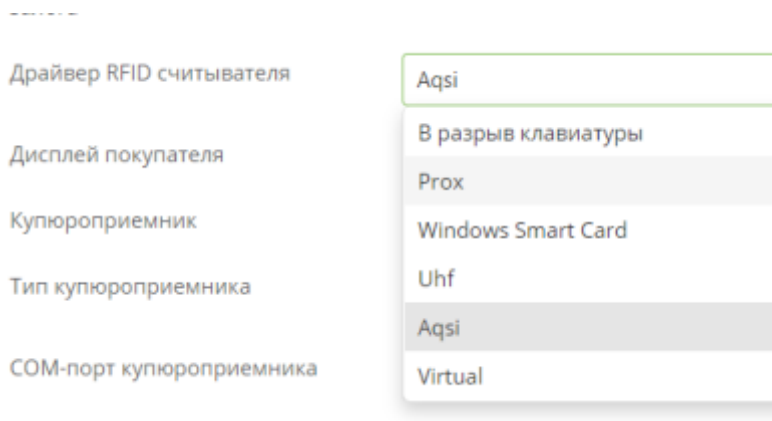 Драйвер RFID считывателя
Aqsi
В разрыв клавиатуры
Дисплей покупателя
Prox
Купюроприемник
Windows Smart Card
Uhf
Тип купюроприемника
Aqsi
COM-порт купюроприемника
Virtual